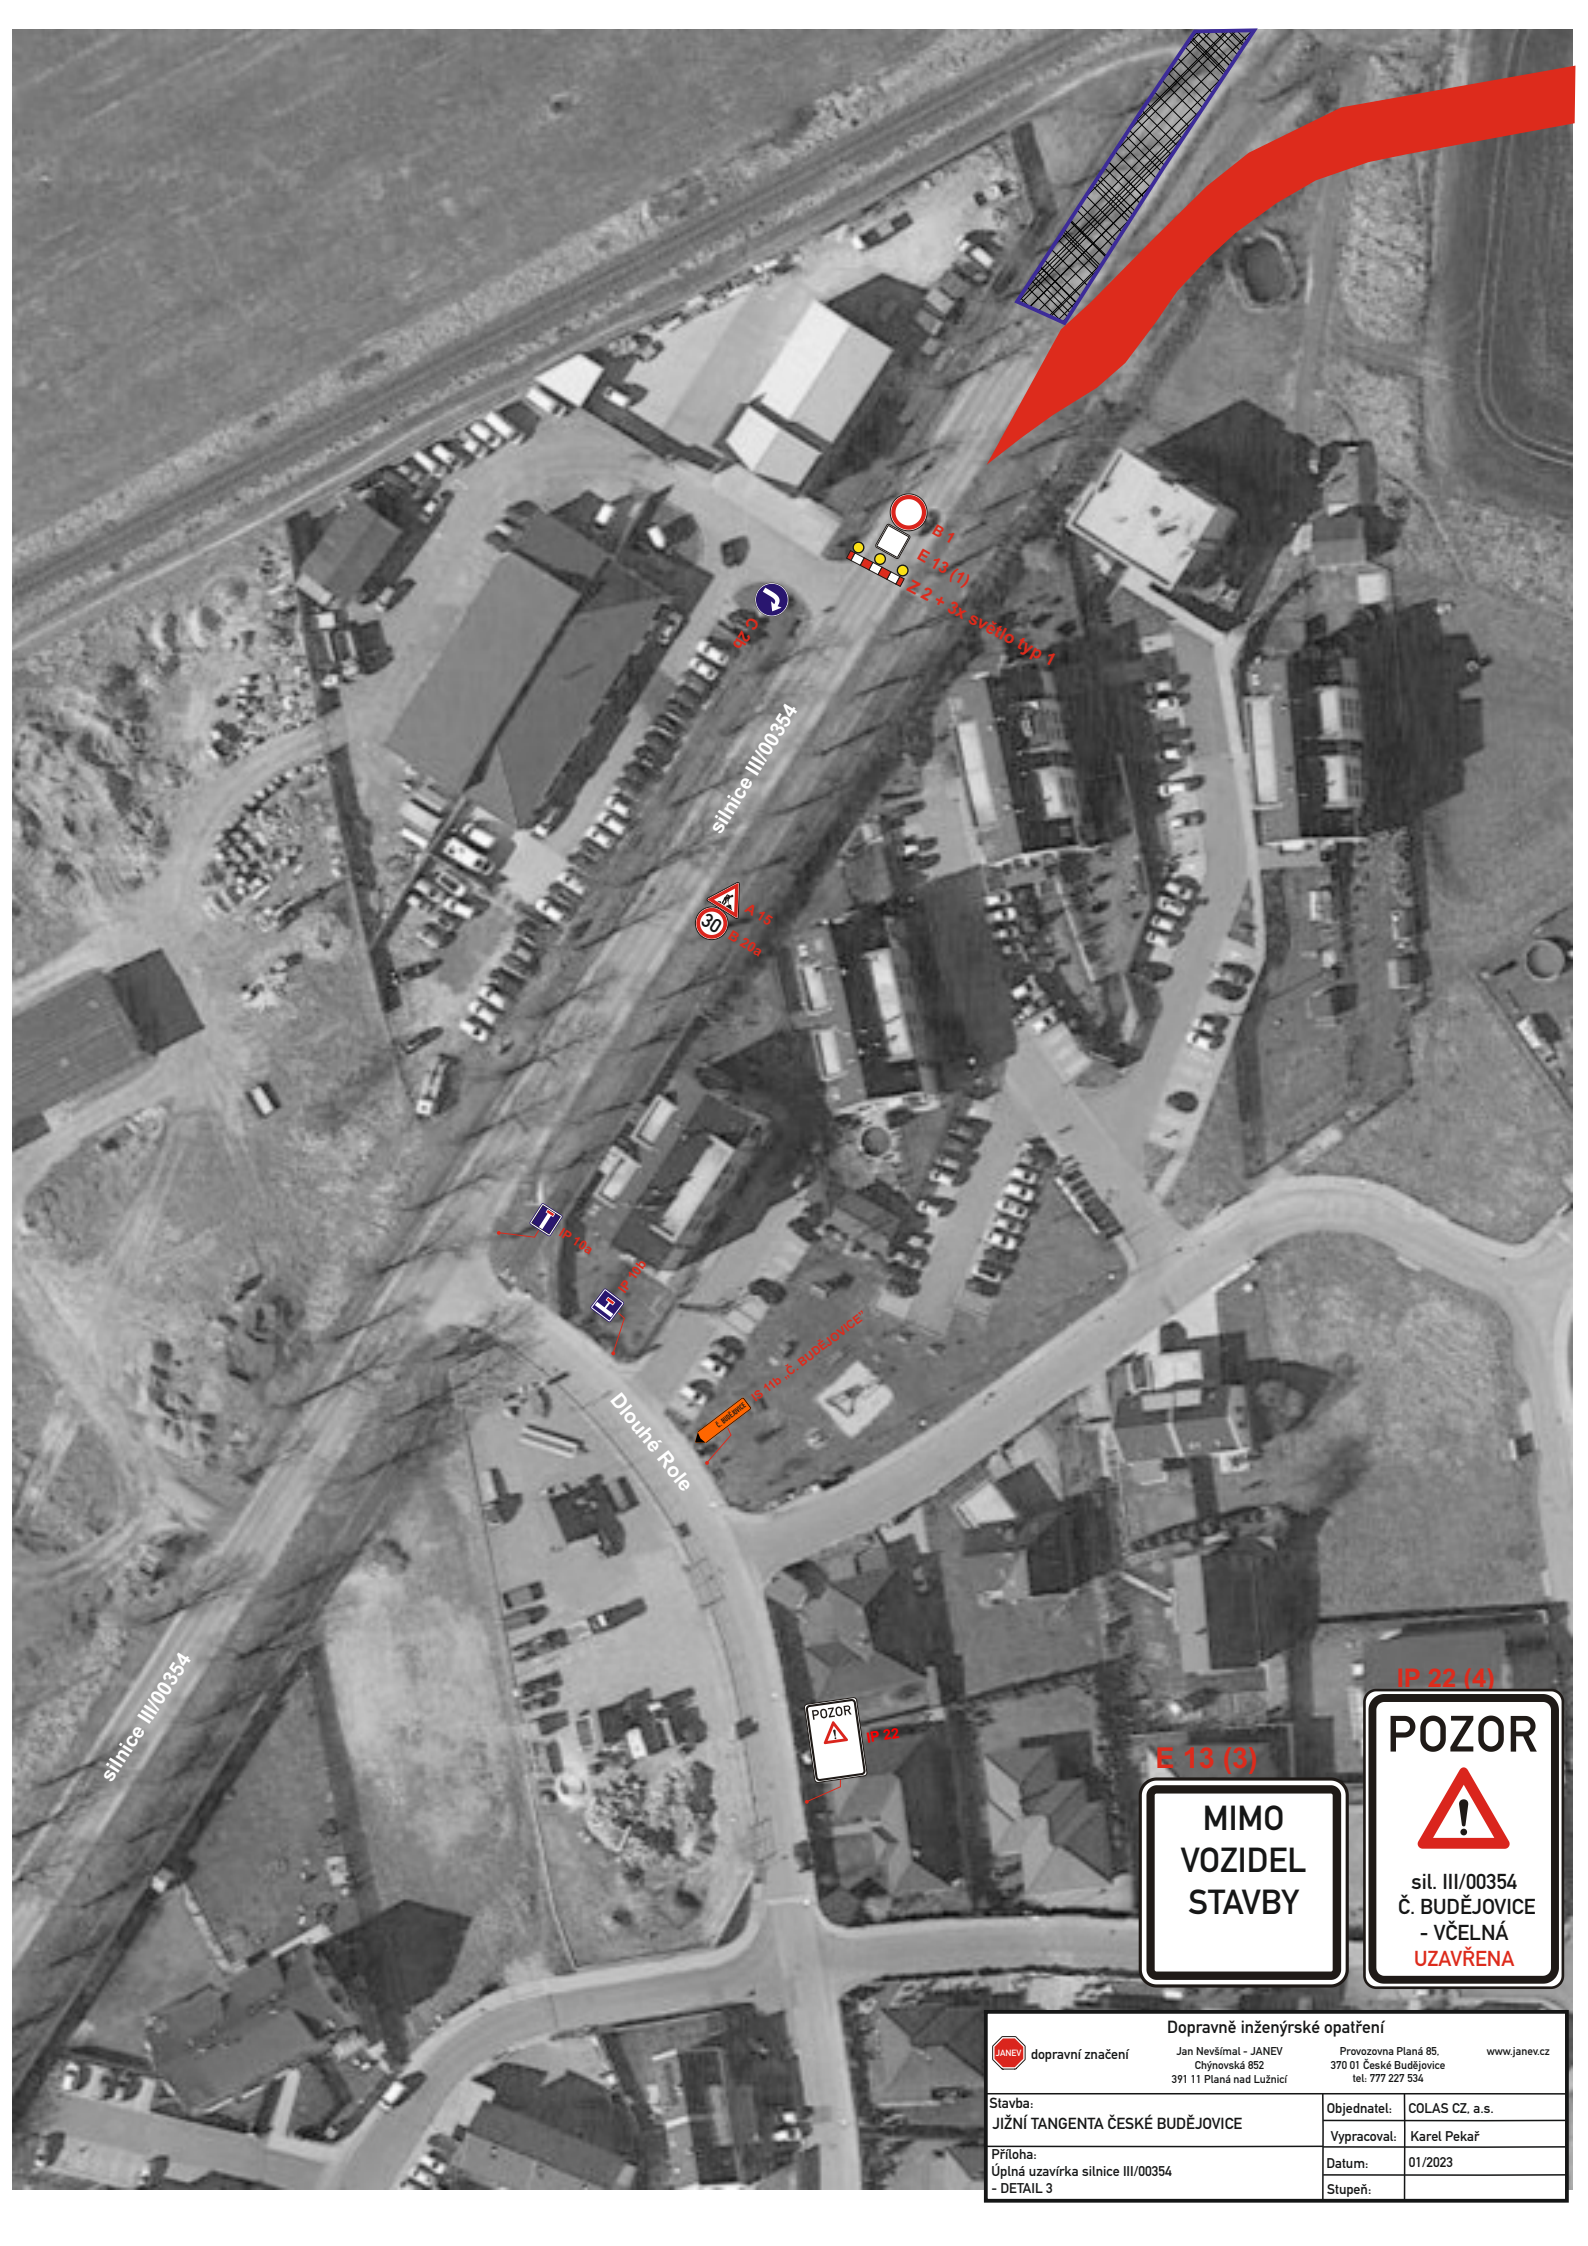 B 1
E 13 (1)
Z 2 + 3x světlo typ 1
C 20
silnice III/00354
A 15
30
B 20a
IP 10a
IP 10b
IS 11b „Č. BUDĚJOVICE"
Č. BUDĚJOVICE
Dlouhé Role
silnice III/00354
POZOR
!
IP 22
IP 22 (4)
POZOR
!
sil. III/00354
Č. BUDĚJOVICE
- VČELNÁ
UZAVŘENA
E 13 (3)
MIMO
VOZIDEL
STAVBY
Dopravně inženýrské opatření
JANEV
dopravní značení
Jan Nevšímal - JANEV
Chýnovská 852
391 11 Planá nad Lužnicí
Provozovna Planá 85,
370 01 České Budějovice
tel: 777 227 534
www.janev.cz
Stavba:
JIŽNÍ TANGENTA ČESKÉ BUDĚJOVICE
Příloha:
Úplná uzavírka silnice III/00354
- DETAIL 3
Objednatel: COLAS CZ, a.s.
Vypracoval: Karel Pekař
Datum: 01/2023
Stupeň: